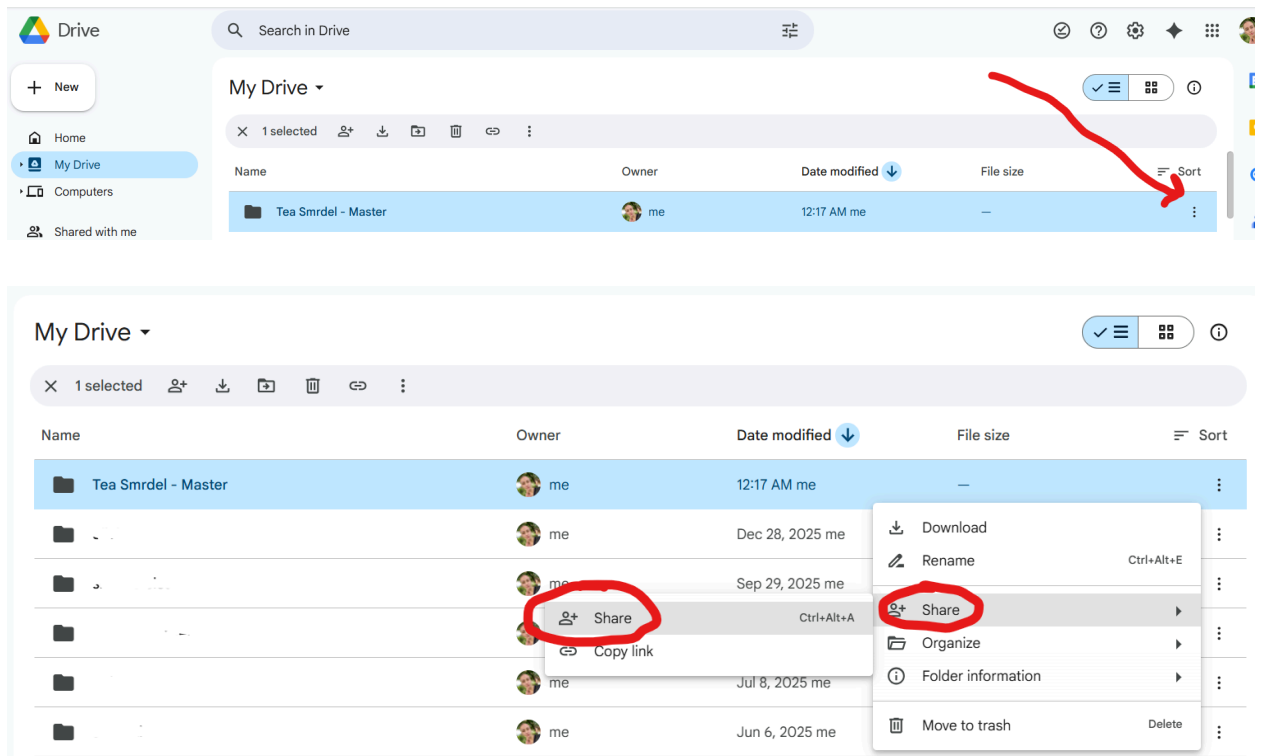 Drive
Search in Drive
New
My Drive
1 selected
Home
My Drive
Computers
Shared with me
Name Owner Date modified File size Sort
Tea Smrdel - Master me 12:17 AM me —
My Drive
1 selected
Name Owner Date modified File size Sort
Tea Smrdel - Master me 12:17 AM me —
me Dec 28, 2025 me
me Sep 29, 2025 me
me Jul 8, 2025 me
me Jun 6, 2025 me
Download
Rename Ctrl+Alt+E
Share
Organize
Folder information
Move to trash Delete
Share Ctrl+Alt+A
Copy link